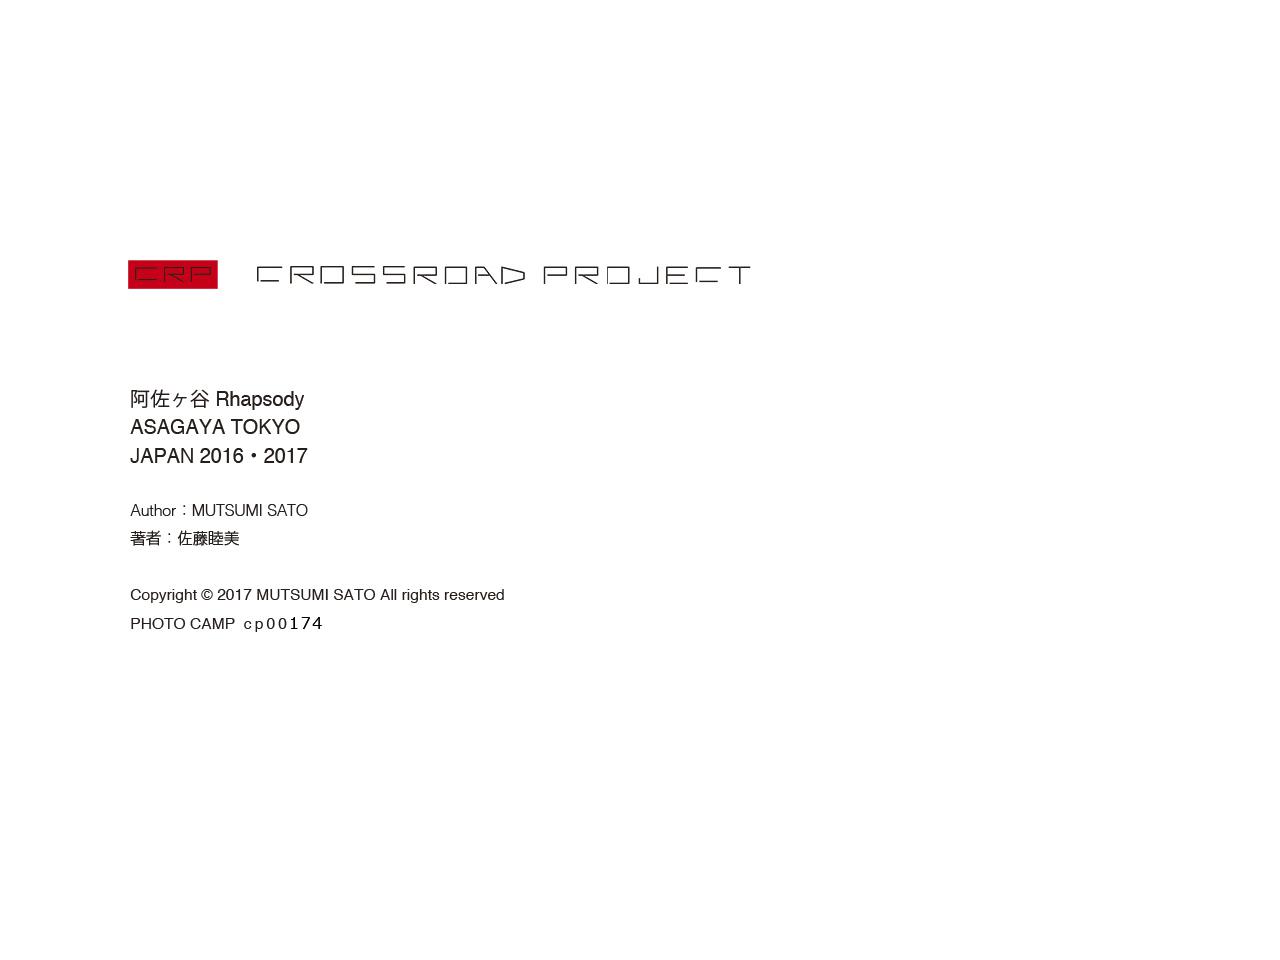 CRP CROSSROAD PROJECT
阿佐ヶ谷 Rhapsody
ASAGAYA TOKYO
JAPAN 2016・2017
Author：MUTSUMI SATO
著者：佐藤睦美
Copyright © 2017 MUTSUMI SATO All rights reserved
PHOTO CAMP cp00174